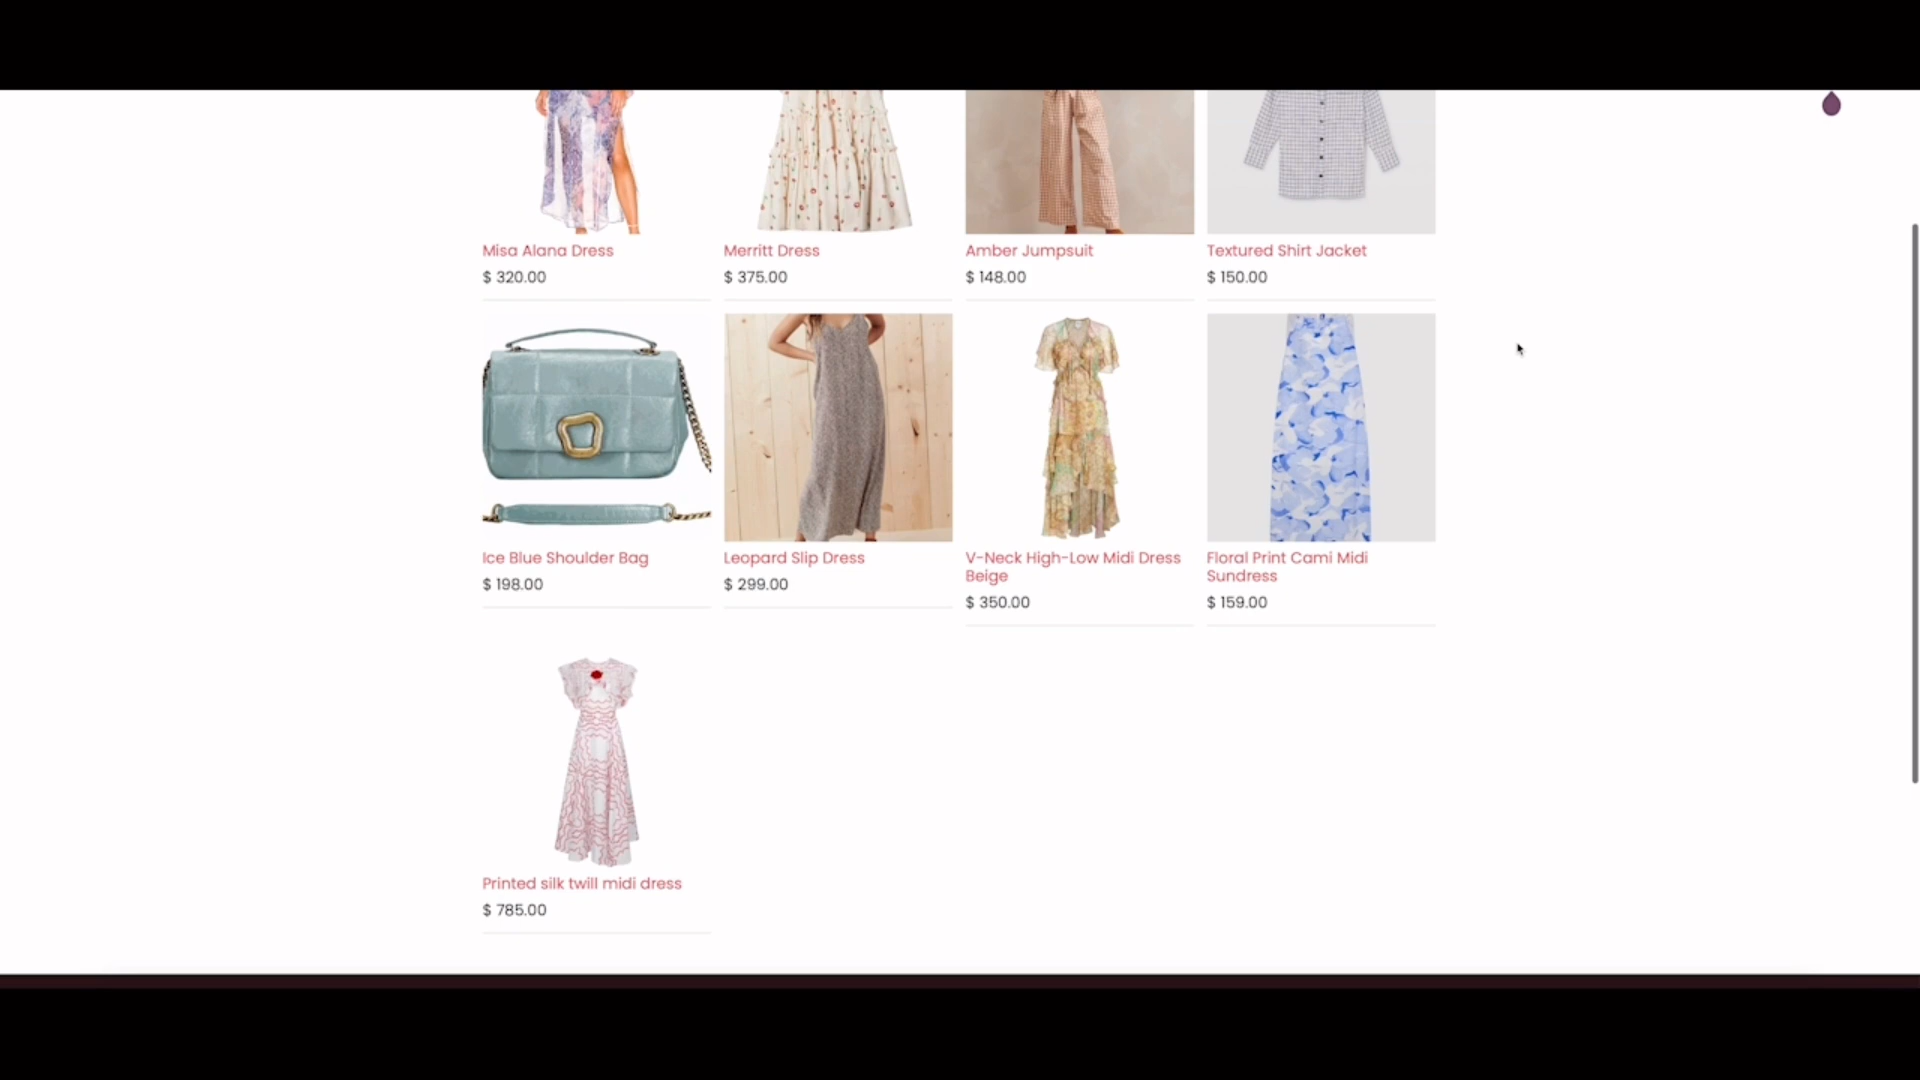 Misa Alana Dress
$ 320.00
Merritt Dress
$ 375.00
Amber Jumpsuit
$ 148.00
Textured Shirt Jacket
$ 150.00
Ice Blue Shoulder Bag
$ 198.00
Leopard Slip Dress
$ 299.00
V-Neck High-Low Midi Dress
Beige
$ 350.00
Floral Print Cami Midi
Sundress
$ 159.00
Printed silk twill midi dress
$ 785.00